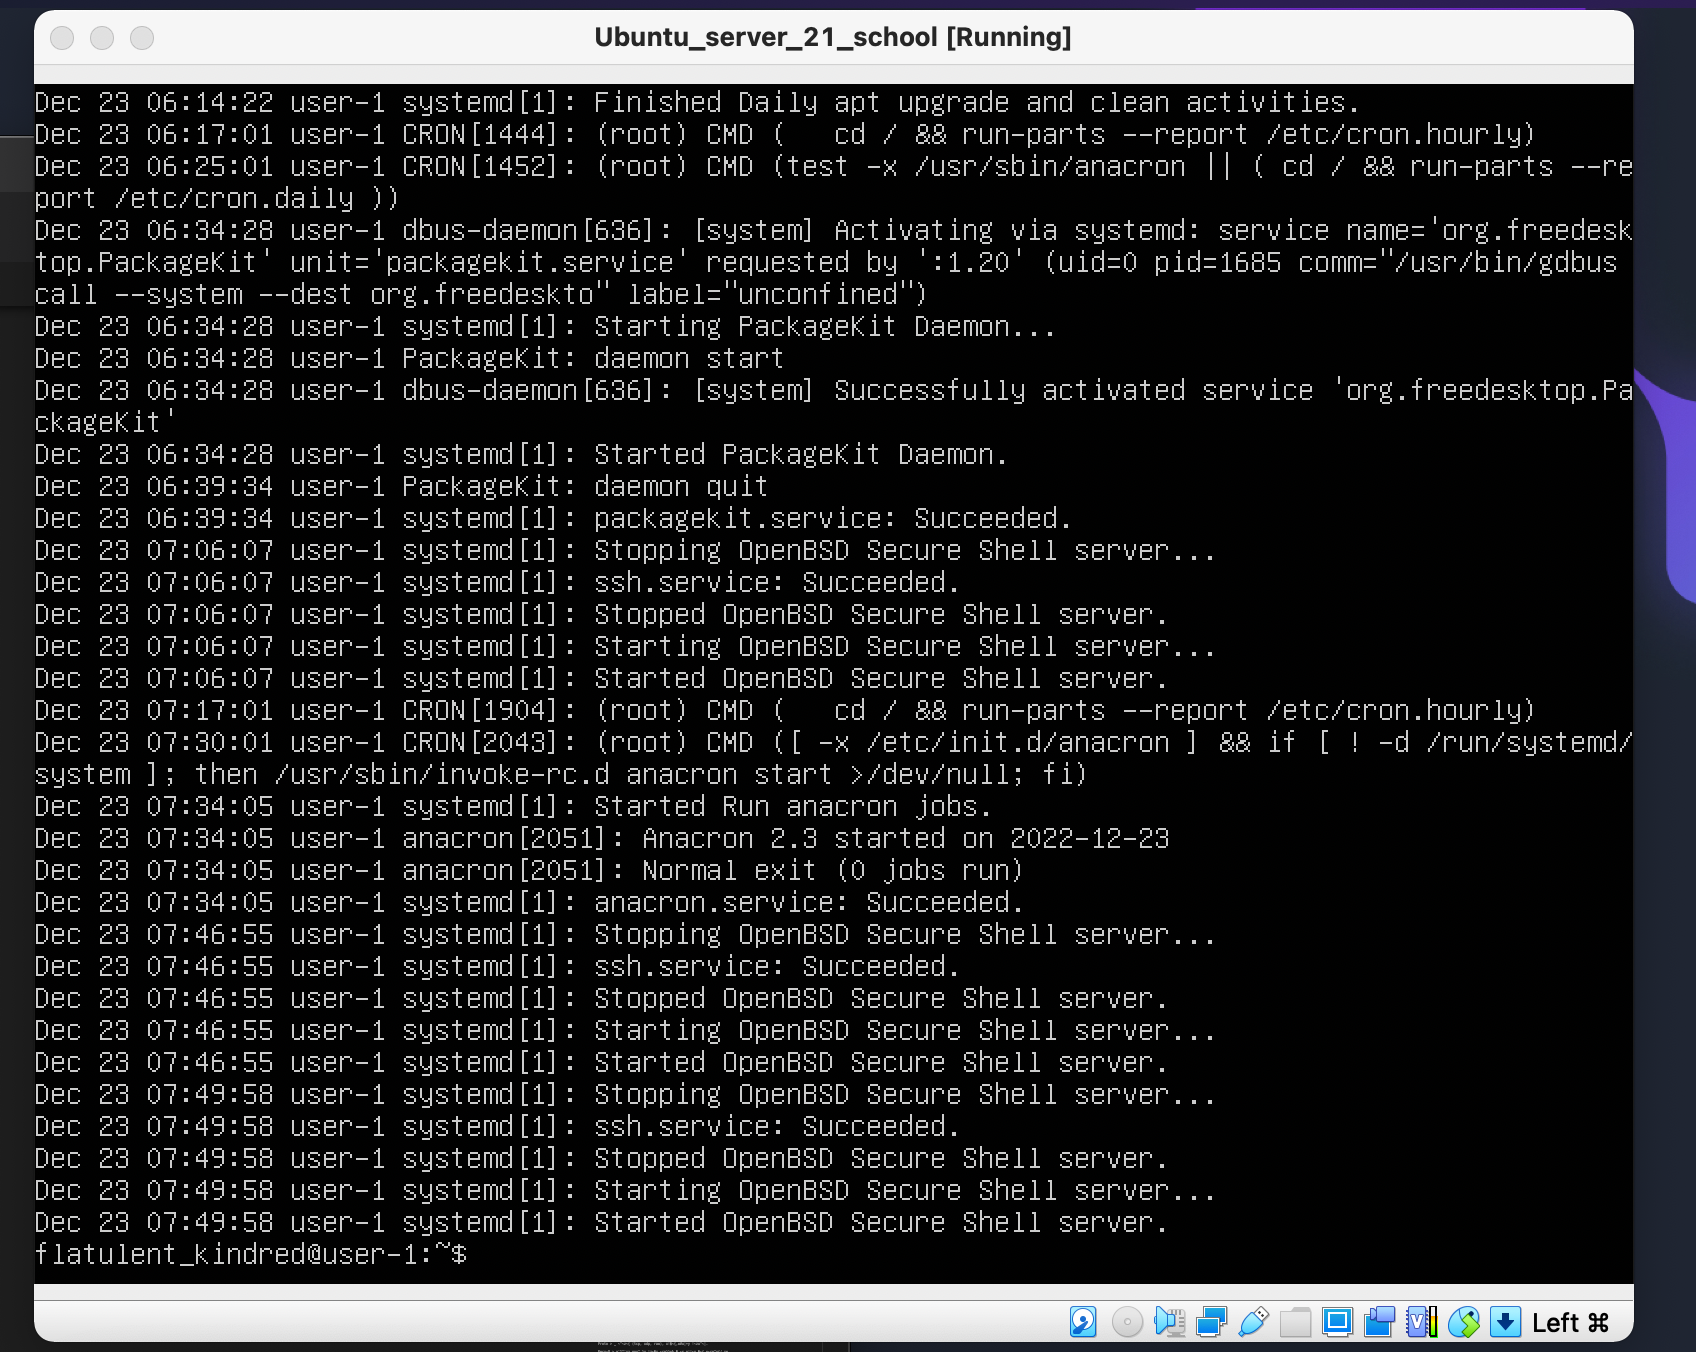 Ubuntu_server_21_school [Running]
Dec 23 06:14:22 user-1 systemd[1]: Finished Daily apt upgrade and clean activities.
Dec 23 06:17:01 user-1 CRON[1444]: (root) CMD (   cd / && run-parts --report /etc/cron.hourly)
Dec 23 06:25:01 user-1 CRON[1452]: (root) CMD (test -x /usr/sbin/anacron || ( cd / && run-parts --re
port /etc/cron.daily ))
Dec 23 06:34:28 user-1 dbus-daemon[636]: [system] Activating via systemd: service name='org.freedesk
top.PackageKit' unit='packagekit.service' requested by ':1.20' (uid=0 pid=1685 comm="/usr/bin/gdbus
call --system --dest org.freedeskto" label="unconfined")
Dec 23 06:34:28 user-1 systemd[1]: Starting PackageKit Daemon...
Dec 23 06:34:28 user-1 PackageKit: daemon start
Dec 23 06:34:28 user-1 dbus-daemon[636]: [system] Successfully activated service 'org.freedesktop.Pa
ckageKit'
Dec 23 06:34:28 user-1 systemd[1]: Started PackageKit Daemon.
Dec 23 06:39:34 user-1 PackageKit: daemon quit
Dec 23 06:39:34 user-1 systemd[1]: packagekit.service: Succeeded.
Dec 23 07:06:07 user-1 systemd[1]: Stopping OpenBSD Secure Shell server...
Dec 23 07:06:07 user-1 systemd[1]: ssh.service: Succeeded.
Dec 23 07:06:07 user-1 systemd[1]: Stopped OpenBSD Secure Shell server.
Dec 23 07:06:07 user-1 systemd[1]: Starting OpenBSD Secure Shell server...
Dec 23 07:06:07 user-1 systemd[1]: Started OpenBSD Secure Shell server.
Dec 23 07:17:01 user-1 CRON[1904]: (root) CMD (   cd / && run-parts --report /etc/cron.hourly)
Dec 23 07:30:01 user-1 CRON[2043]: (root) CMD ([ -x /etc/init.d/anacron ] && if [ ! -d /run/systemd/
system ]; then /usr/sbin/invoke-rc.d anacron start >/dev/null; fi)
Dec 23 07:34:05 user-1 systemd[1]: Started Run anacron jobs.
Dec 23 07:34:05 user-1 anacron[2051]: Anacron 2.3 started on 2022-12-23
Dec 23 07:34:05 user-1 anacron[2051]: Normal exit (0 jobs run)
Dec 23 07:34:05 user-1 systemd[1]: anacron.service: Succeeded.
Dec 23 07:46:55 user-1 systemd[1]: Stopping OpenBSD Secure Shell server...
Dec 23 07:46:55 user-1 systemd[1]: ssh.service: Succeeded.
Dec 23 07:46:55 user-1 systemd[1]: Stopped OpenBSD Secure Shell server.
Dec 23 07:46:55 user-1 systemd[1]: Starting OpenBSD Secure Shell server...
Dec 23 07:46:55 user-1 systemd[1]: Started OpenBSD Secure Shell server.
Dec 23 07:49:58 user-1 systemd[1]: Stopping OpenBSD Secure Shell server...
Dec 23 07:49:58 user-1 systemd[1]: ssh.service: Succeeded.
Dec 23 07:49:58 user-1 systemd[1]: Stopped OpenBSD Secure Shell server.
Dec 23 07:49:58 user-1 systemd[1]: Starting OpenBSD Secure Shell server...
Dec 23 07:49:58 user-1 systemd[1]: Started OpenBSD Secure Shell server.
flatulent_kindred@user-1:~$
Left ⌘